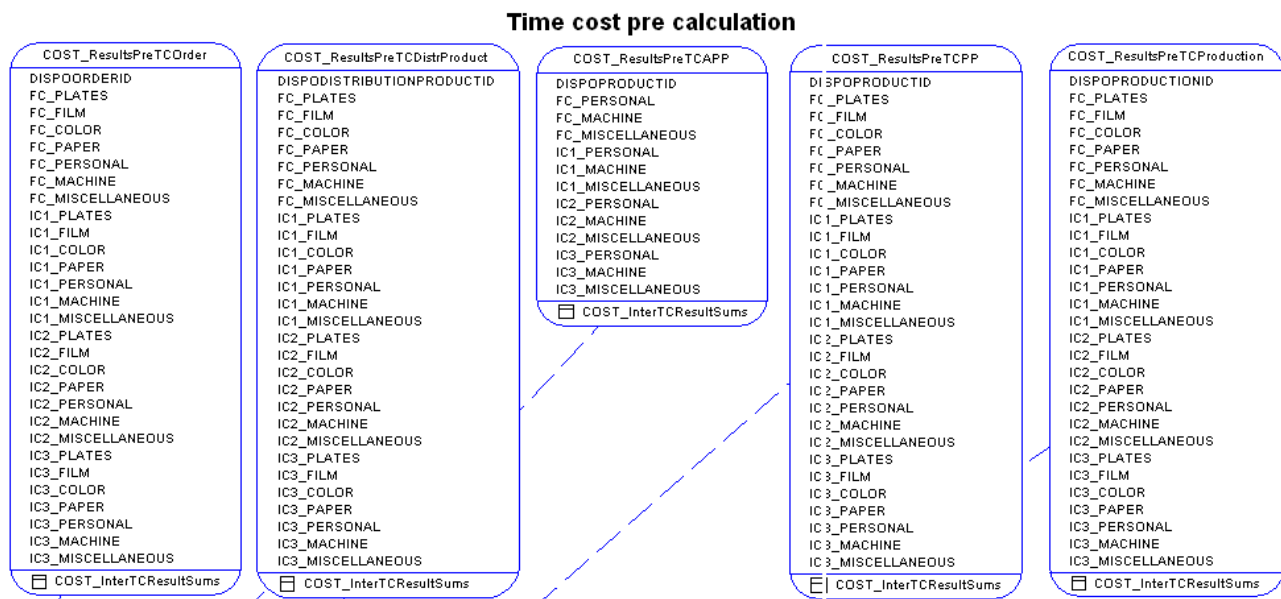 Time cost pre calculation
COST_ResultsPreTCOrder
DISPOORDERID
FC_PLATES
FC_FILM
FC_COLOR
FC_PAPER
FC_PERSONAL
FC_MACHINE
FC_MISCELLANEOUS
IC1_PLATES
IC1_FILM
IC1_COLOR
IC1_PAPER
IC1_PERSONAL
IC1_MACHINE
IC1_MISCELLANEOUS
IC2_PLATES
IC2_FILM
IC2_COLOR
IC2_PAPER
IC2_PERSONAL
IC2_MACHINE
IC2_MISCELLANEOUS
IC3_PLATES
IC3_FILM
IC3_COLOR
IC3_PAPER
IC3_PERSONAL
IC3_MACHINE
IC3_MISCELLANEOUS
COST_InterTCResultSums
COST_ResultsPreTCDistrProduct
DISPODISTRIBUTIONPRODUCTID
FC_PLATES
FC_FILM
FC_COLOR
FC_PAPER
FC_PERSONAL
FC_MACHINE
FC_MISCELLANEOUS
IC1_PLATES
IC1_FILM
IC1_COLOR
IC1_PAPER
IC1_PERSONAL
IC1_MACHINE
IC1_MISCELLANEOUS
IC2_PLATES
IC2_FILM
IC2_COLOR
IC2_PAPER
IC2_PERSONAL
IC2_MACHINE
IC2_MISCELLANEOUS
IC3_PLATES
IC3_FILM
IC3_COLOR
IC3_PAPER
IC3_PERSONAL
IC3_MACHINE
IC3_MISCELLANEOUS
COST_InterTCResultSums
COST_ResultsPreTCAPP
DISPOPRODUCTID
FC_PERSONAL
FC_MACHINE
FC_MISCELLANEOUS
IC1_PERSONAL
IC1_MACHINE
IC1_MISCELLANEOUS
IC2_PERSONAL
IC2_MACHINE
IC2_MISCELLANEOUS
IC3_PERSONAL
IC3_MACHINE
IC3_MISCELLANEOUS
COST_InterTCResultSums
COST_ResultsPreTCPP
DISPOPRODUCTID
FC_PLATES
FC_FILM
FC_COLOR
FC_PAPER
FC_PERSONAL
FC_MACHINE
FC_MISCELLANEOUS
IC1_PLATES
IC1_FILM
IC1_COLOR
IC1_PAPER
IC1_PERSONAL
IC1_MACHINE
IC1_MISCELLANEOUS
IC2_PLATES
IC2_FILM
IC2_COLOR
IC2_PAPER
IC2_PERSONAL
IC2_MACHINE
IC2_MISCELLANEOUS
IC3_PLATES
IC3_FILM
IC3_COLOR
IC3_PAPER
IC3_PERSONAL
IC3_MACHINE
IC3_MISCELLANEOUS
COST_InterTCResultSums
COST_ResultsPreTCProduction
DISPOPRODUCTIONID
FC_PLATES
FC_FILM
FC_COLOR
FC_PAPER
FC_PERSONAL
FC_MACHINE
FC_MISCELLANEOUS
IC1_PLATES
IC1_FILM
IC1_COLOR
IC1_PAPER
IC1_PERSONAL
IC1_MACHINE
IC1_MISCELLANEOUS
IC2_PLATES
IC2_FILM
IC2_COLOR
IC2_PAPER
IC2_PERSONAL
IC2_MACHINE
IC2_MISCELLANEOUS
IC3_PLATES
IC3_FILM
IC3_COLOR
IC3_PAPER
IC3_PERSONAL
IC3_MACHINE
IC3_MISCELLANEOUS
COST_InterTCResultSums